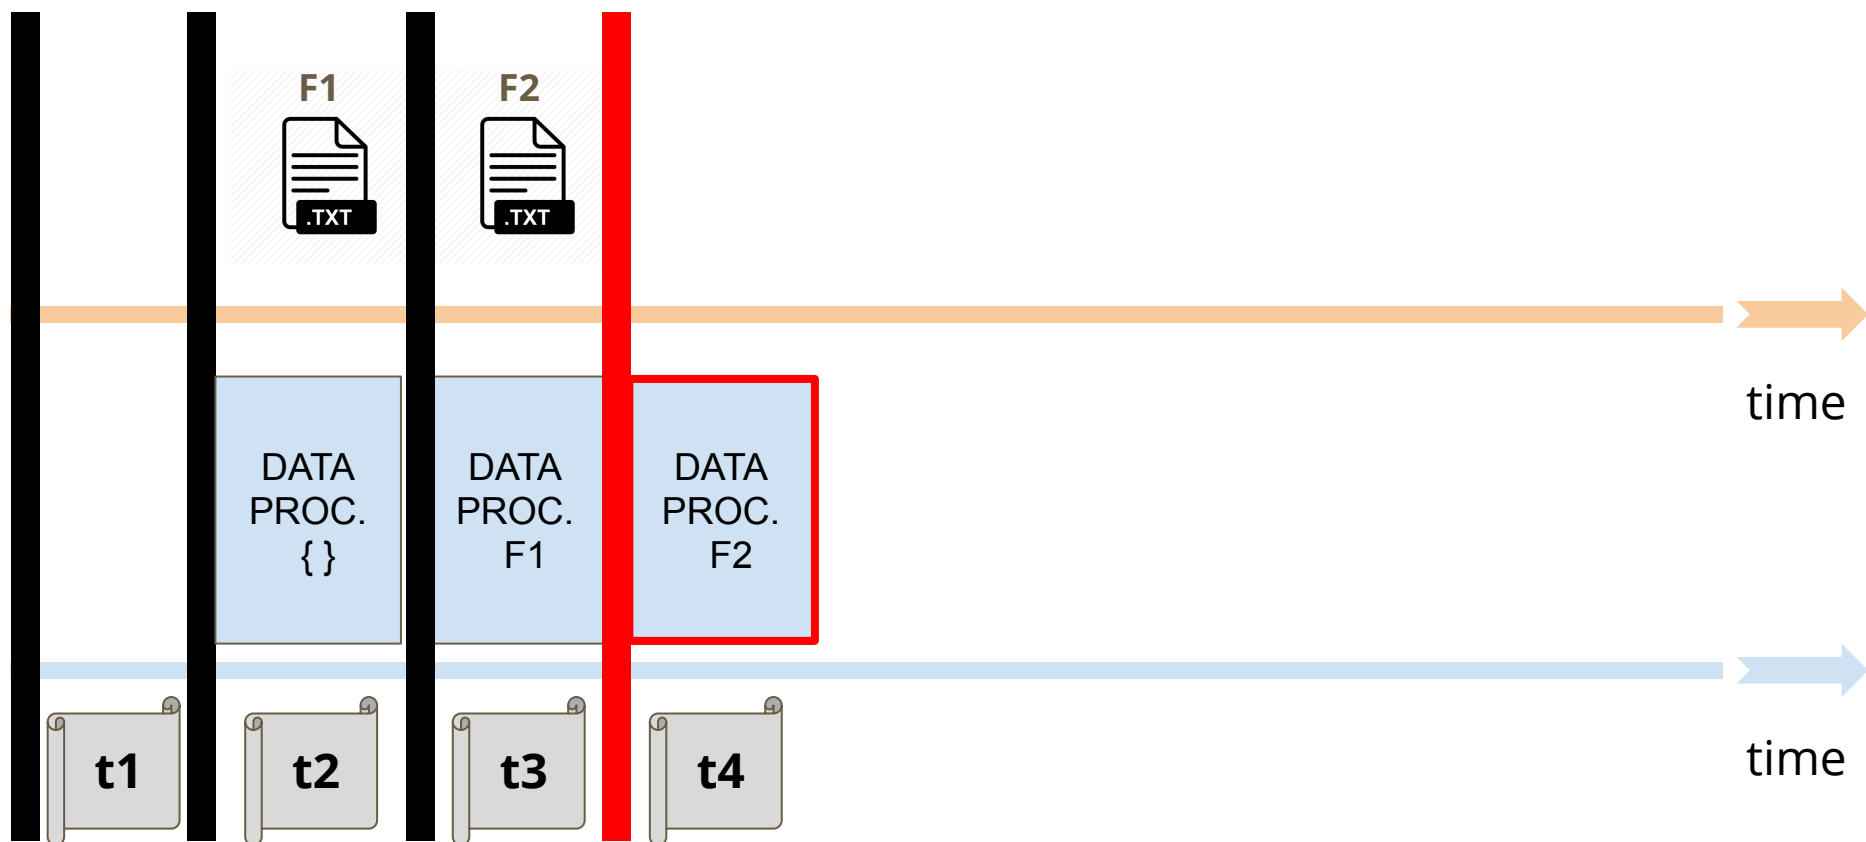 F1
F2
.TXT
.TXT
time
DATA
PROC.
{ }
DATA
PROC.
F1
DATA
PROC.
F2
time
t1
t2
t3
t4